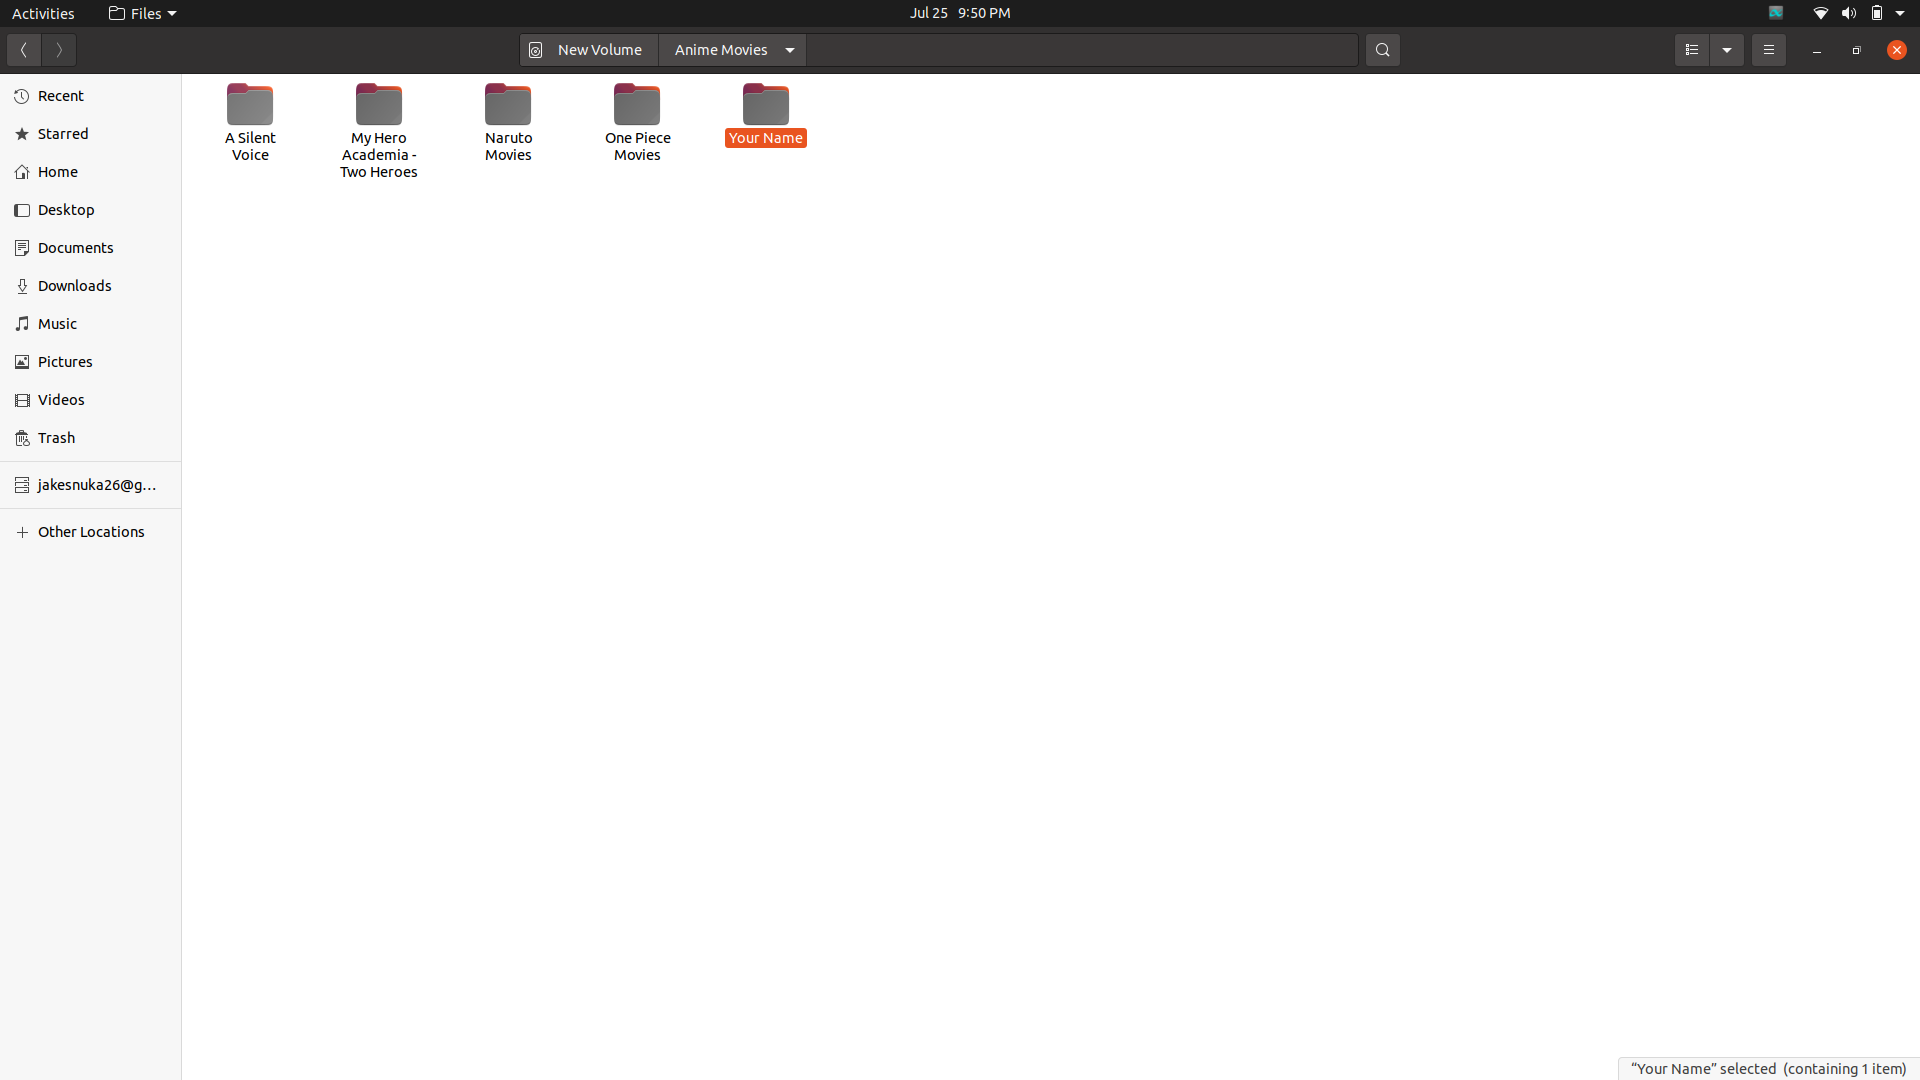 Activities
Files
Jul 25 9:50 PM
New Volume
Anime Movies
Recent
Starred
Home
Desktop
Documents
Downloads
Music
Pictures
Videos
Trash
jakesnuka26@g...
Other Locations
A Silent
Voice
My Hero
Academia -
Two Heroes
Naruto
Movies
One Piece
Movies
Your Name
“Your Name” selected (containing 1 item)